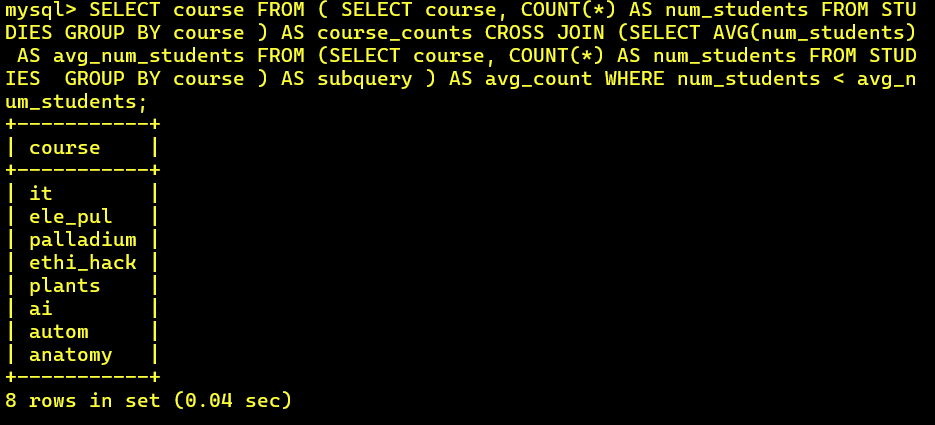 mysql> SELECT course FROM ( SELECT course, COUNT(*) AS num_students FROM STU
DIES GROUP BY course ) AS course_counts CROSS JOIN (SELECT AVG(num_students)
 AS avg_num_students FROM (SELECT course, COUNT(*) AS num_students FROM STUD
IES  GROUP BY course ) AS subquery ) AS avg_count WHERE num_students < avg_n
um_students;
+-----------+
| course    |
+-----------+
| it        |
| ele_pul   |
| palladium |
| ethi_hack |
| plants    |
| ai        |
| autom     |
| anatomy   |
+-----------+
8 rows in set (0.04 sec)